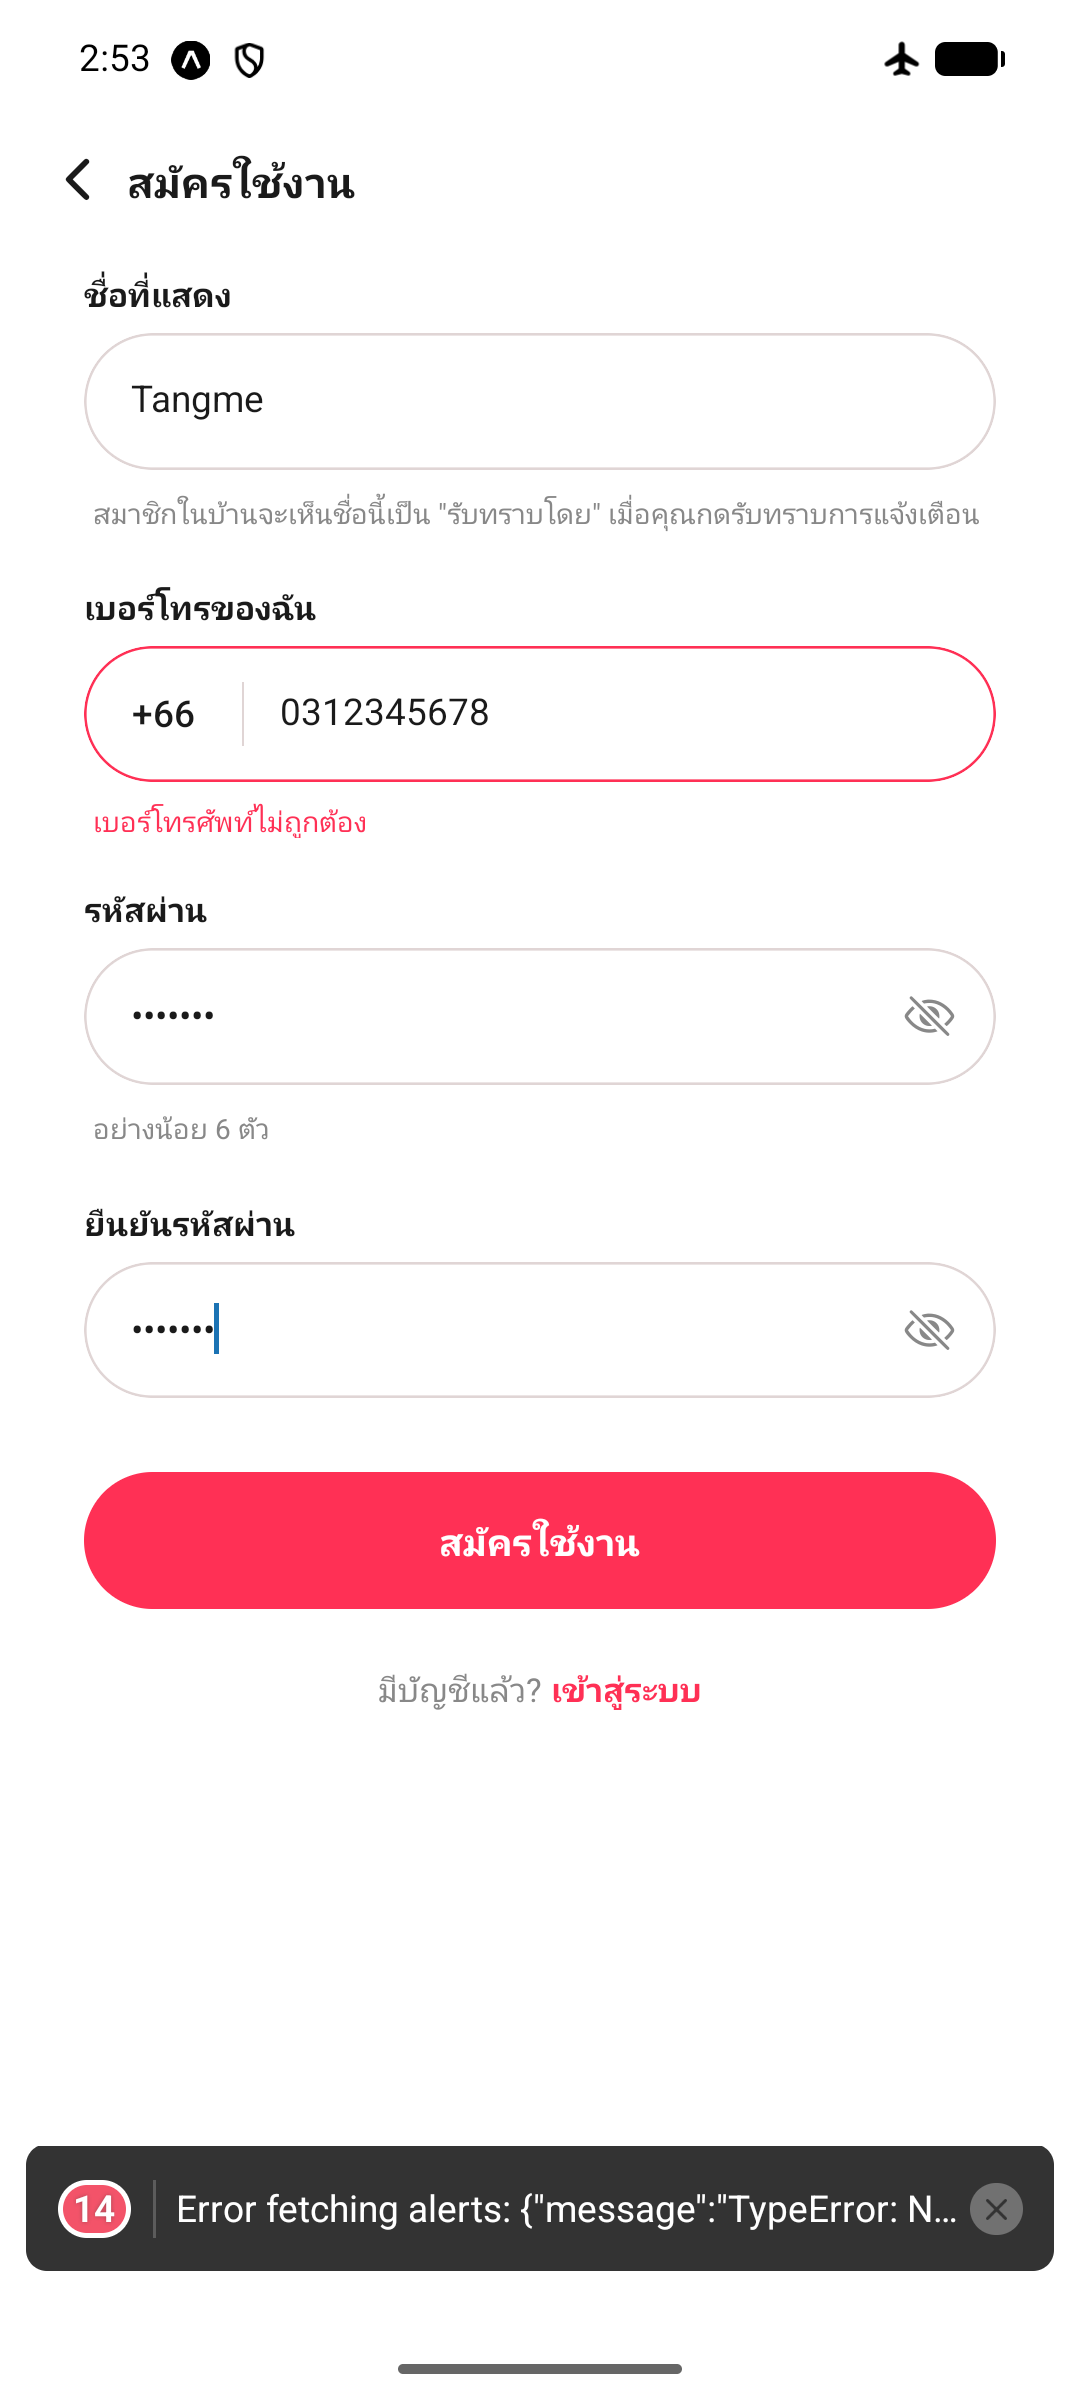 2:53
สมัครใช้งาน
ชื่อที่แสดง
Tangme
สมาชิกในบ้านจะเห็นชื่อนี้เป็น "รับทราบโดย" เมื่อคุณกดรับทราบการแจ้งเตือน
เบอร์โทรของฉัน
+66 0312345678
เบอร์โทรศัพท์ไม่ถูกต้อง
รหัสผ่าน
•••••••
อย่างน้อย 6 ตัว
ยืนยันรหัสผ่าน
•••••••
สมัครใช้งาน
มีบัญชีแล้ว? เข้าสู่ระบบ
14 Error fetching alerts: {"message":"TypeError: N...